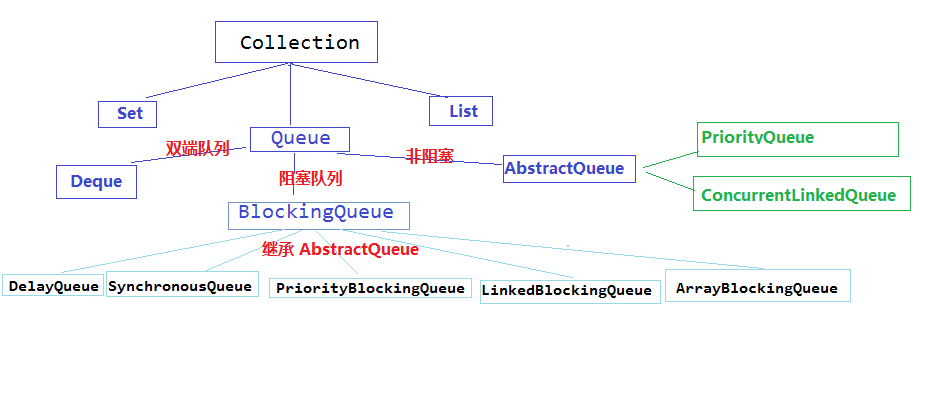 Collection
Set
List
Queue
双端队列
非阻塞
PriorityQueue
Deque
阻塞队列
AbstractQueue
ConcurrentLinkedQueue
BlockingQueue
继承 AbstractQueue
DelayQueue
SynchronousQueue
PriorityBlockingQueue
LinkedBlockingQueue
ArrayBlockingQueue